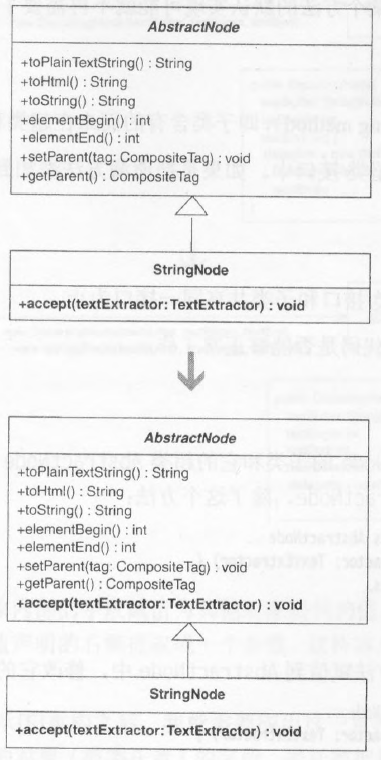 AbstractNode
+toPlainTextString() : String
+toHtml() : String
+toString() : String
+elementBegin() : int
+elementEnd() : int
+setParent(tag: CompositeTag) : void
+getParent() : CompositeTag
StringNode
+accept(textExtractor: TextExtractor) : void
AbstractNode
+toPlainTextString() : String
+toHtml() : String
+toString() : String
+elementBegin() : int
+elementEnd() : int
+setParent(tag: CompositeTag) : void
+getParent() : CompositeTag
+accept(textExtractor: TextExtractor) : void
StringNode
+accept(textExtractor: TextExtractor) : void